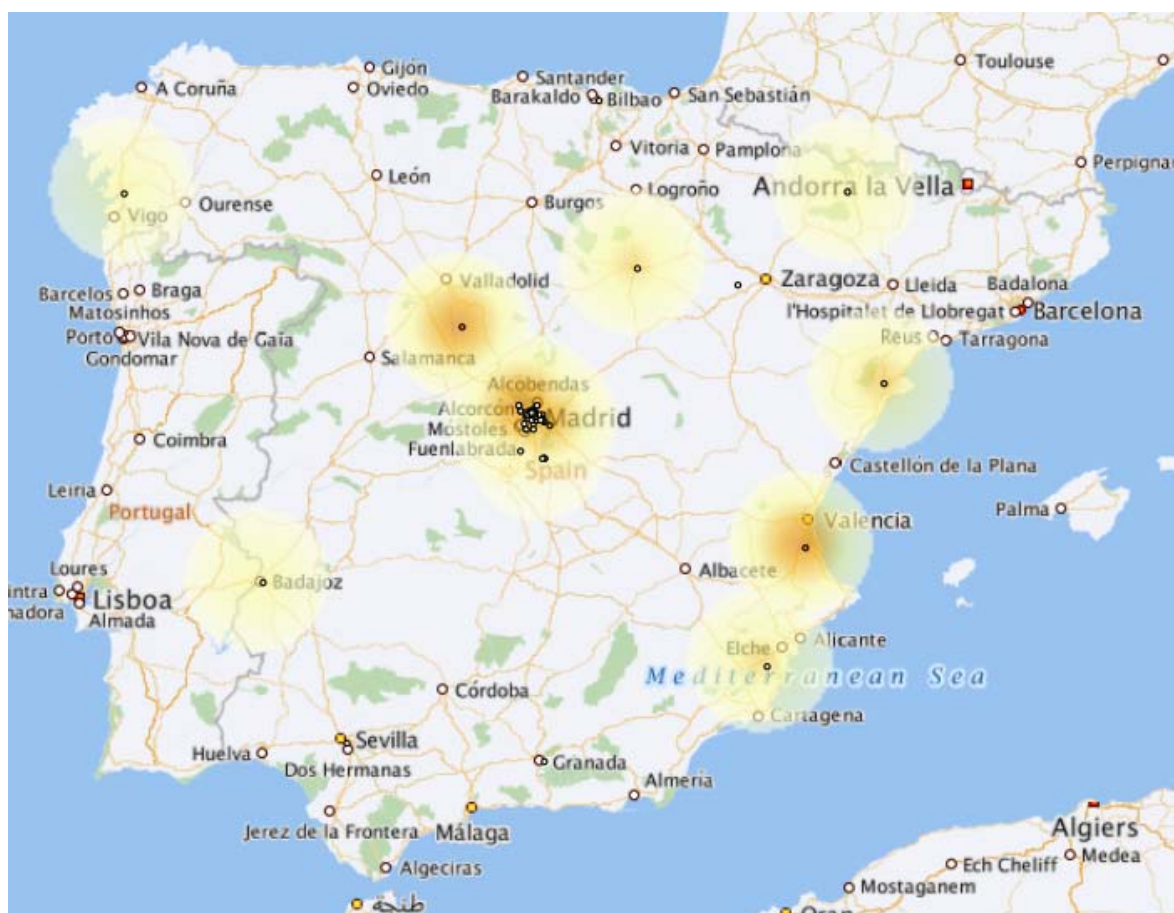 Gijón
Toulouse
Santander
A Coruña
Oviedo
Barakaldo
Bilbao
San Sebastián
Vitoria
Pamplona
Perpignan
León
Logroño
Andorra la Vella
Ourense
Burgos
Vigo
Valladolid
Zaragoza
Lleida
Badalona
Barcelos
Braga
Matosinhos
l'Hospitalet de Llobregat
Barcelona
Porto
Vila Nova de Gaia
Reus
Tarragona
Gondomar
Salamanca
Alcobendas
Alcorcón
Madrid
Móstoles
Coimbra
Fuenlabrada
Castellón de la Plana
Spain
Leiria
Portugal
Palma
Valencia
Loures
Badajoz
Albacete
intra
Lisboa
nadora
Almada
Elche
Alicante
Mediterranean Sea
Córdoba
Cartagena
Sevilla
Huelva
Granada
Dos Hermanas
Almería
Jerez de la Frontera
Málaga
Algiers
Algeciras
Ech Cheliff
Medea
Mostaganem
طنجة
Oran